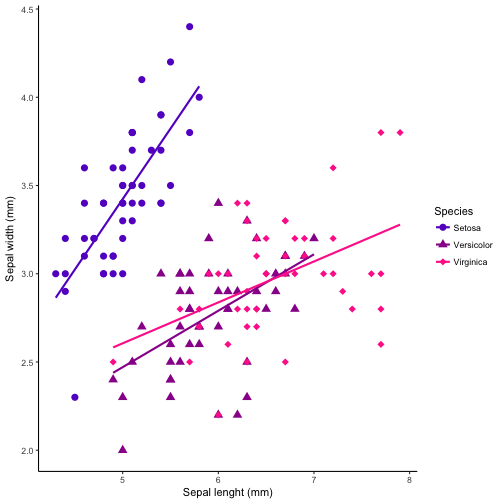 4.5
4.0
3.5
3.0
2.5
2.0
Sepal width (mm)
5
6
7
8
Sepal lenght (mm)
Species
Setosa
Versicolor
Virginica